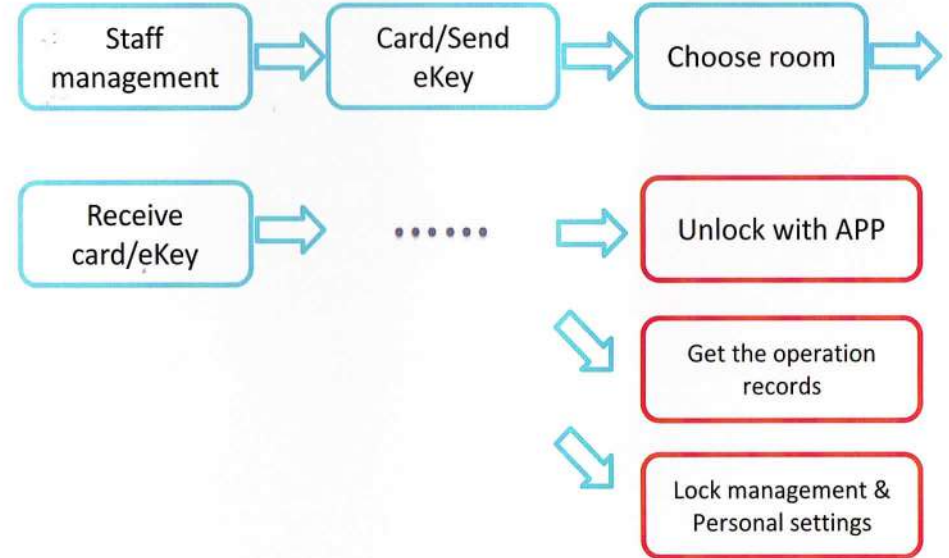 Staff
management
Card/Send
eKey
Choose room
Receive
card/eKey
......
Unlock with APP
Get the operation
records
Lock management &
Personal settings